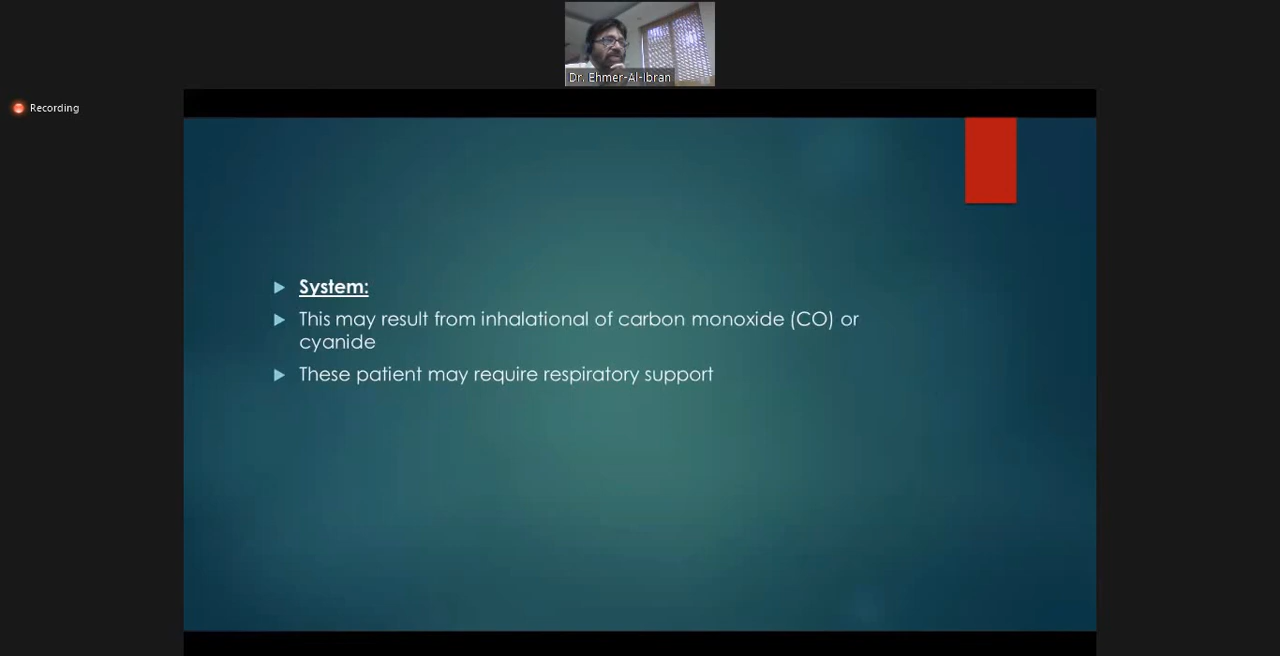 Dr. Ehmer-Al-Ibran
Recording
System:
This may result from inhalational of carbon monoxide (CO) or
cyanide
These patient may require respiratory support